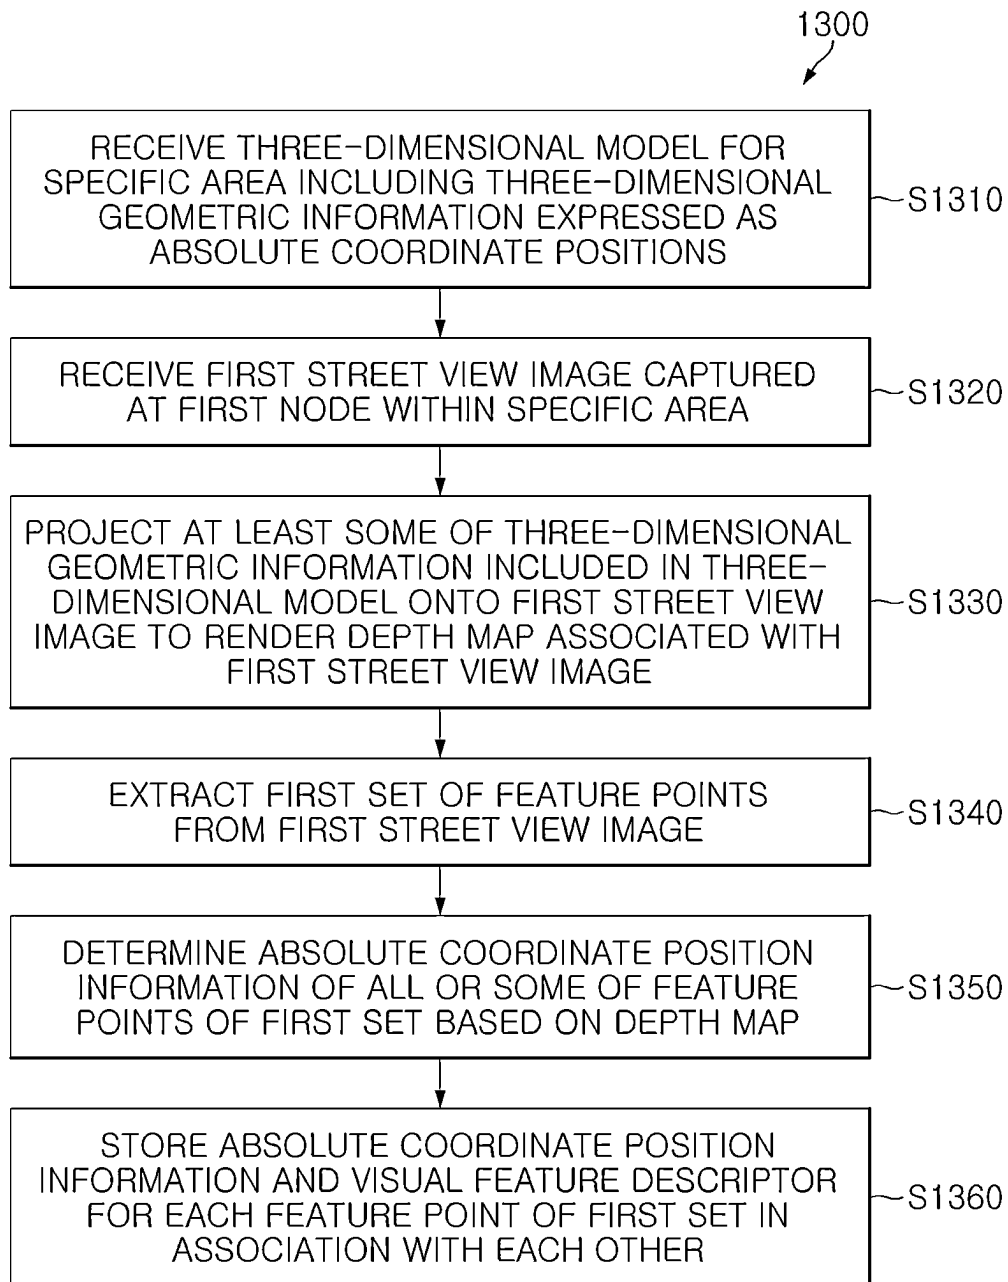 1300
RECEIVE THREE-DIMENSIONAL MODEL FOR
SPECIFIC AREA INCLUDING THREE-DIMENSIONAL
GEOMETRIC INFORMATION EXPRESSED AS
ABSOLUTE COORDINATE POSITIONS
S1310
RECEIVE FIRST STREET VIEW IMAGE CAPTURED
AT FIRST NODE WITHIN SPECIFIC AREA
S1320
PROJECT AT LEAST SOME OF THREE-DIMENSIONAL
GEOMETRIC INFORMATION INCLUDED IN THREE-
DIMENSIONAL MODEL ONTO FIRST STREET VIEW
IMAGE TO RENDER DEPTH MAP ASSOCIATED WITH
FIRST STREET VIEW IMAGE
S1330
EXTRACT FIRST SET OF FEATURE POINTS
FROM FIRST STREET VIEW IMAGE
S1340
DETERMINE ABSOLUTE COORDINATE POSITION
INFORMATION OF ALL OR SOME OF FEATURE
POINTS OF FIRST SET BASED ON DEPTH MAP
S1350
STORE ABSOLUTE COORDINATE POSITION
INFORMATION AND VISUAL FEATURE DESCRIPTOR
FOR EACH FEATURE POINT OF FIRST SET IN
ASSOCIATION WITH EACH OTHER
S1360